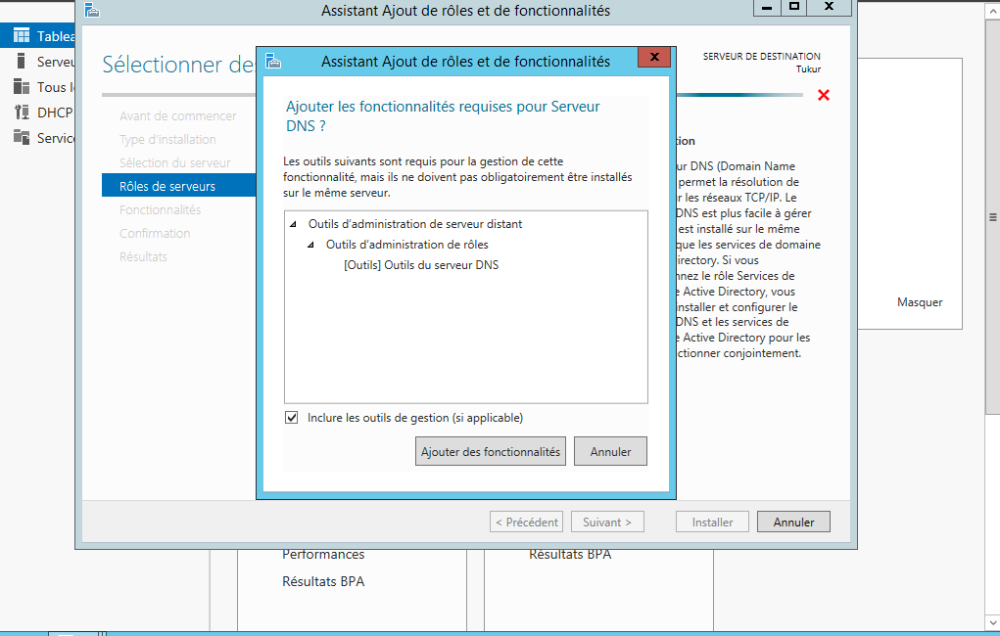 Assistant Ajout de rôles et de fonctionnalités
Tablea
Serveu
Tous l
DHCP
Servic
Sélectionner de
SERVEUR DE DESTINATION
Tukur
Avant de commencer
Type d'installation
Sélection du serveur
Rôles de serveurs
Fonctionnalités
Confirmation
Résultats
Assistant Ajout de rôles et de fonctionnalités
Ajouter les fonctionnalités requises pour Serveur
DNS ?
Les outils suivants sont requis pour la gestion de cette
fonctionnalité, mais ils ne doivent pas obligatoirement être installés
sur le même serveur.
Outils d'administration de serveur distant
Outils d'administration de rôles
[Outils] Outils du serveur DNS
Inclure les outils de gestion (si applicable)
Ajouter des fonctionnalités
Annuler
tion
ur DNS (Domain Name
permet la résolution de
r les réseaux TCP/IP. Le
DNS est plus facile à gérer
est installé sur le même
que les services de domaine
irectory. Si vous
nnez le rôle Services de
e Active Directory, vous
installer et configurer le
DNS et les services de
e Active Directory pour les
ctionner conjointement.
Masquer
< Précédent
Suivant >
Installer
Annuler
Performances
Résultats BPA
Résultats BPA